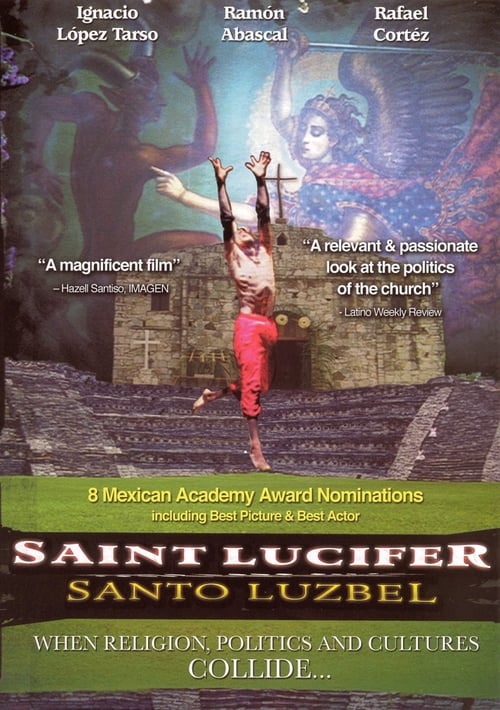 Ignacio
López Tarso
Ramón
Abascal
Rafael
Cortéz
“A magnificent film”
– Hazell Santiso, IMAGEN
“A relevant & passionate
look at the politics
of the church”
- Latino Weekly Review
8 Mexican Academy Award Nominations
including Best Picture & Best Actor
SAINT LUCIFER
SANTO LUZBEL
WHEN RELIGION, POLITICS AND CULTURES
COLLIDE...